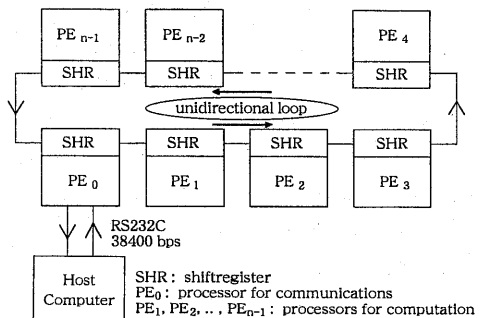 PE n-1 PE n-2 PE 4
SHR SHR SHR
unidirectional loop
SHR SHR SHR SHR
PE 0 PE 1 PE 2 PE 3
RS232C
38400 bps
Host
Computer
SHR : shiftregister
PE0 : processor for communications
PE1, PE2, .. , PEn-1 : processors for computation